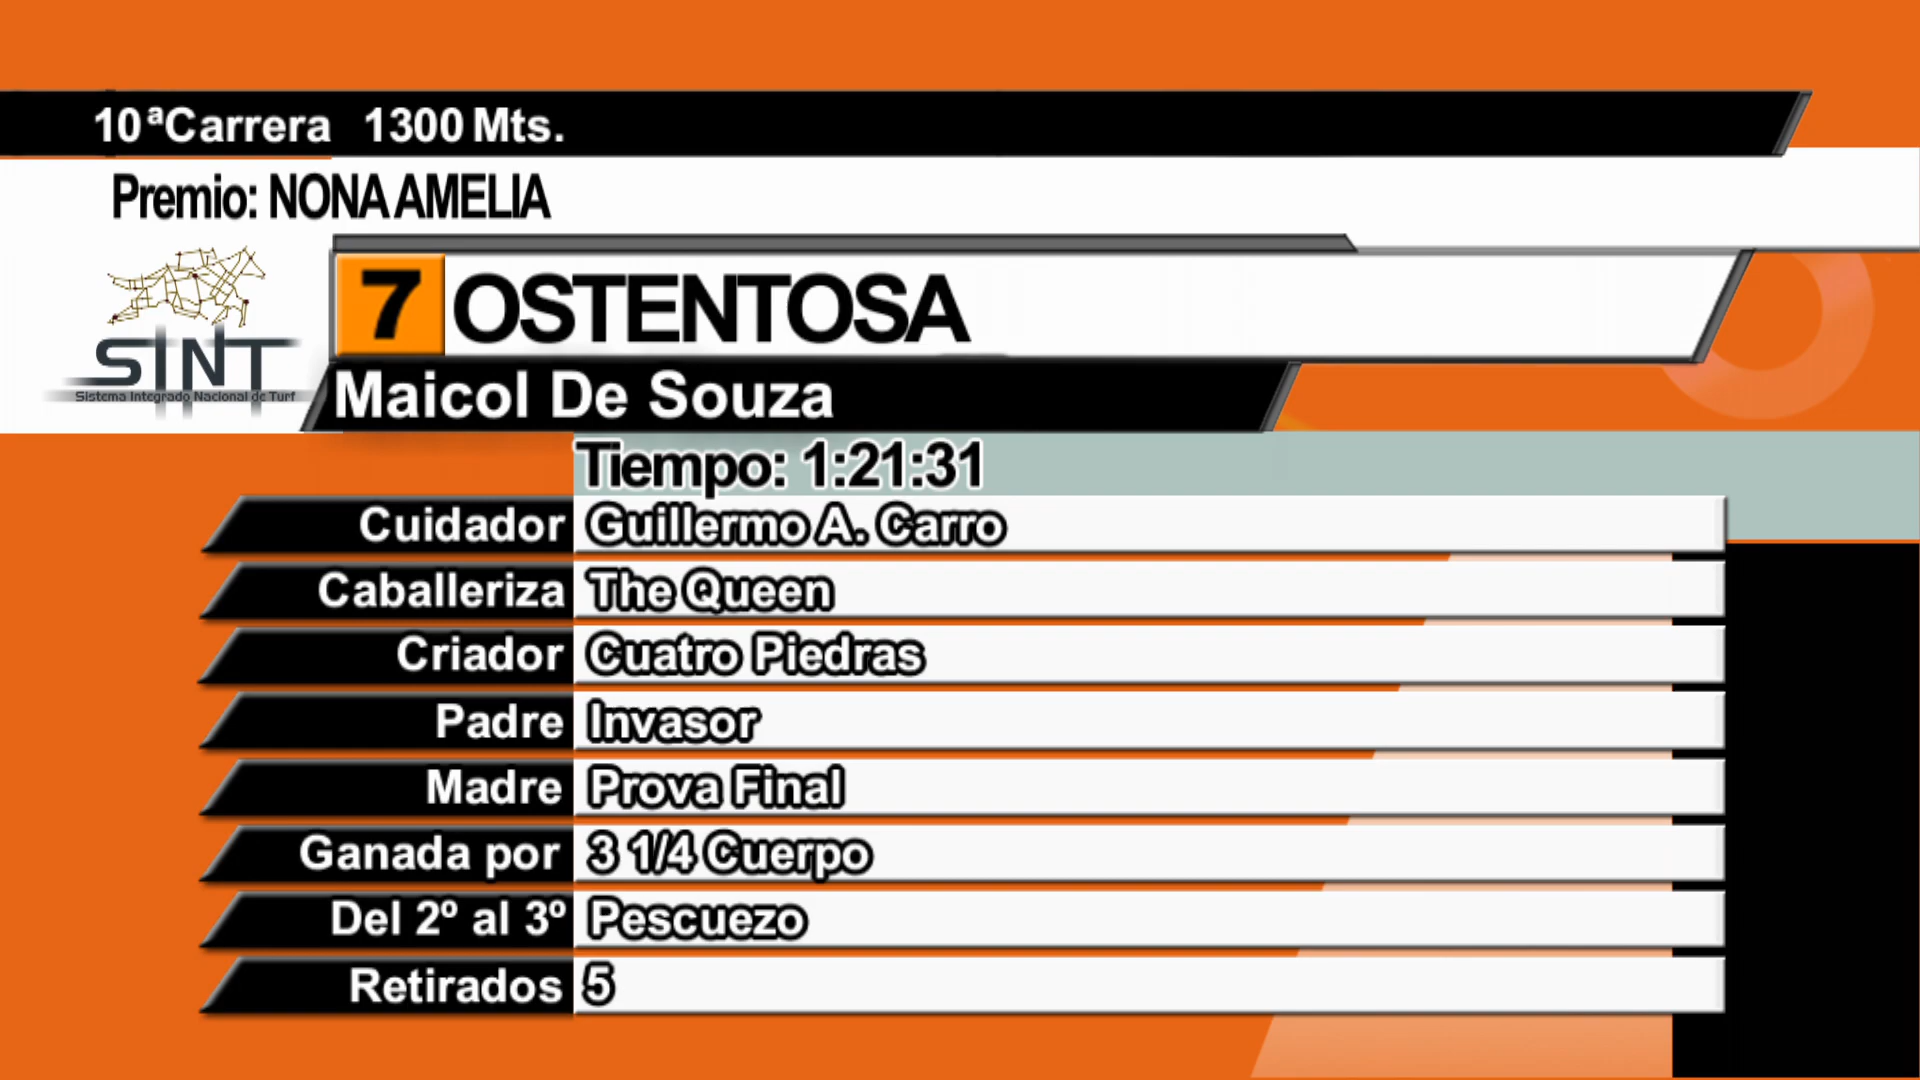 10ªCarrera 1300 Mts.
Premio: NONA AMELIA
7 OSTENTOSA
SINT
Sistema Integrado Nacional de Turf
Maicol De Souza
Tiempo: 1:21:31
Cuidador Guillermo A. Carro
Caballeriza The Queen
Criador Cuatro Piedras
Padre Invasor
Madre Prova Final
Ganada por 3 1/4 Cuerpo
Del 2º al 3º Pescuezo
Retirados 5